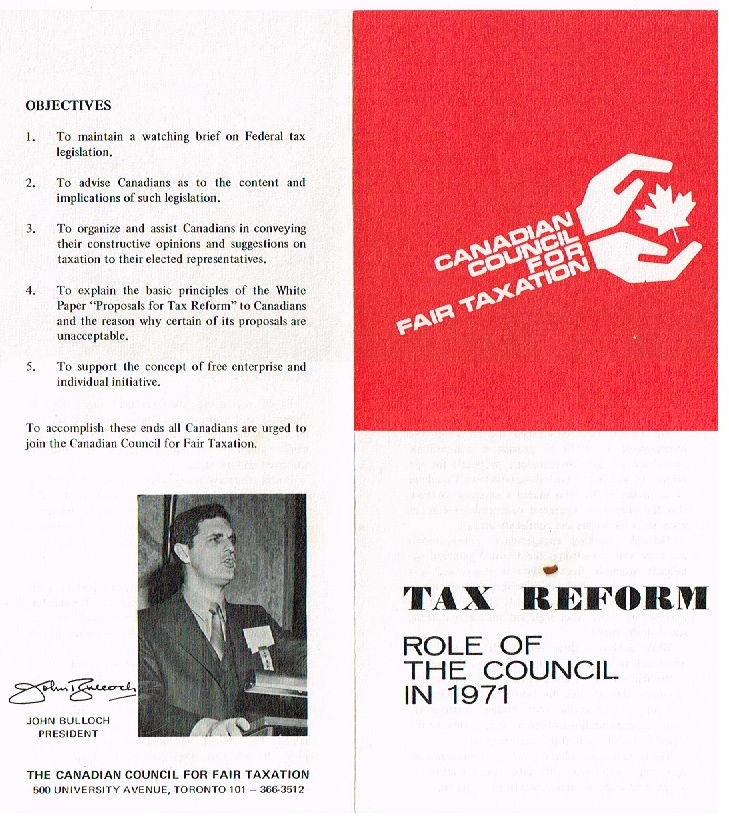 OBJECTIVES
1. To maintain a watching brief on Federal tax
legislation.
2. To advise Canadians as to the content and
implications of such legislation.
3. To organize and assist Canadians in conveying
their constructive opinions and suggestions on
taxation to their elected representatives.
4. To explain the basic principles of the White
Paper “Proposals for Tax Reform” to Canadians
and the reason why certain of its proposals are
unacceptable.
5. To support the concept of free enterprise and
individual initiative.
To accomplish these ends all Canadians are urged to
join the Canadian Council for Fair Taxation.
John Bulloch
JOHN BULLOCH
PRESIDENT
THE CANADIAN COUNCIL FOR FAIR TAXATION
500 UNIVERSITY AVENUE, TORONTO 101 – 366-3512
CANADIAN
COUNCIL
FOR
FAIR TAXATION
TAX REFORM
ROLE OF
THE COUNCIL
IN 1971